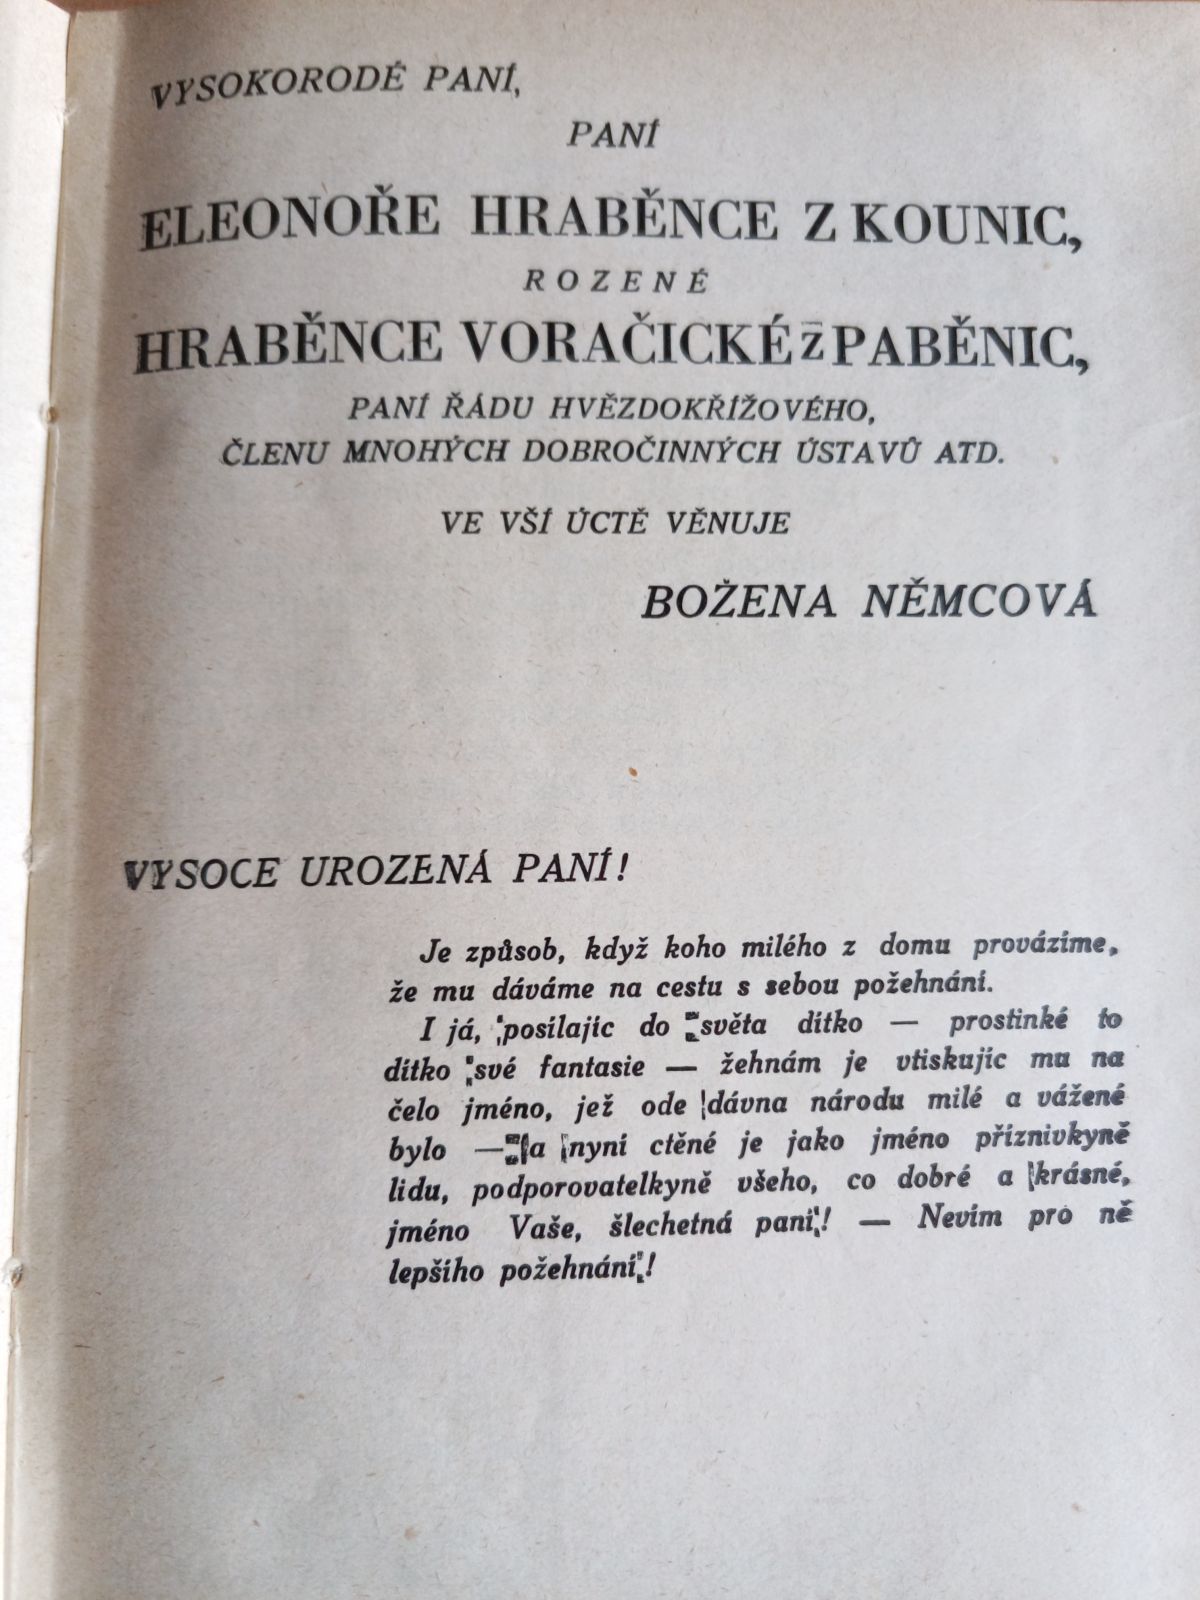 VYSOKORODÉ PANÍ,
PANÍ
ELEONOŘE HRABĚNCE Z KOUNIC,
ROZENÉ
HRABĚNCE VORAČICKÉ Z PABĚNIC,
PANÍ ŘÁDU HVĚZDOKŘÍŽOVÉHO,
ČLENU MNOHÝCH DOBROČINNÝCH ÚSTAVŮ ATD.
VE VŠÍ ÚCTĚ VĚNUJE
BOŽENA NĚMCOVÁ
VYSOCE UROZENÁ PANÍ!
Je způsob, když koho milého z domu provázíme,
že mu dáváme na cestu s sebou požehnání.
I já, posílajíc do světa dítko — prostinké to
dítko své fantasie — žehnám je vtiskujíc mu na
čelo jméno, jež ode dávna národu milé a vážené
bylo — a nyní ctěné je jako jméno příznivkyně
lidu, podporovatelkyně všeho, co dobré a krásné,
jméno Vaše, šlechetná paní! — Nevím pro ně
lepšího požehnání!